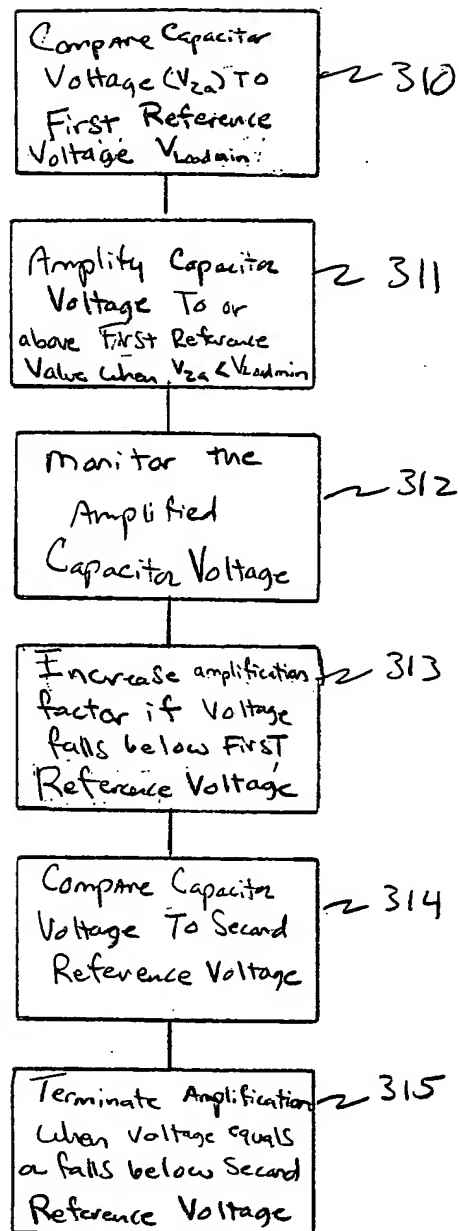 Compare Capacitor
Voltage (V2a) To
First Reference
Voltage VLoadmin
310
Amplify Capacitor
Voltage To or
above First Reference
Value when V2a < VLoadmin
311
Monitor the
Amplified
Capacitor Voltage
312
Increase amplification
factor if Voltage
falls below First
Reference Voltage
313
Compare Capacitor
Voltage To Second
Reference Voltage
314
Terminate Amplification
when voltage equals
or falls below Second
Reference Voltage
315